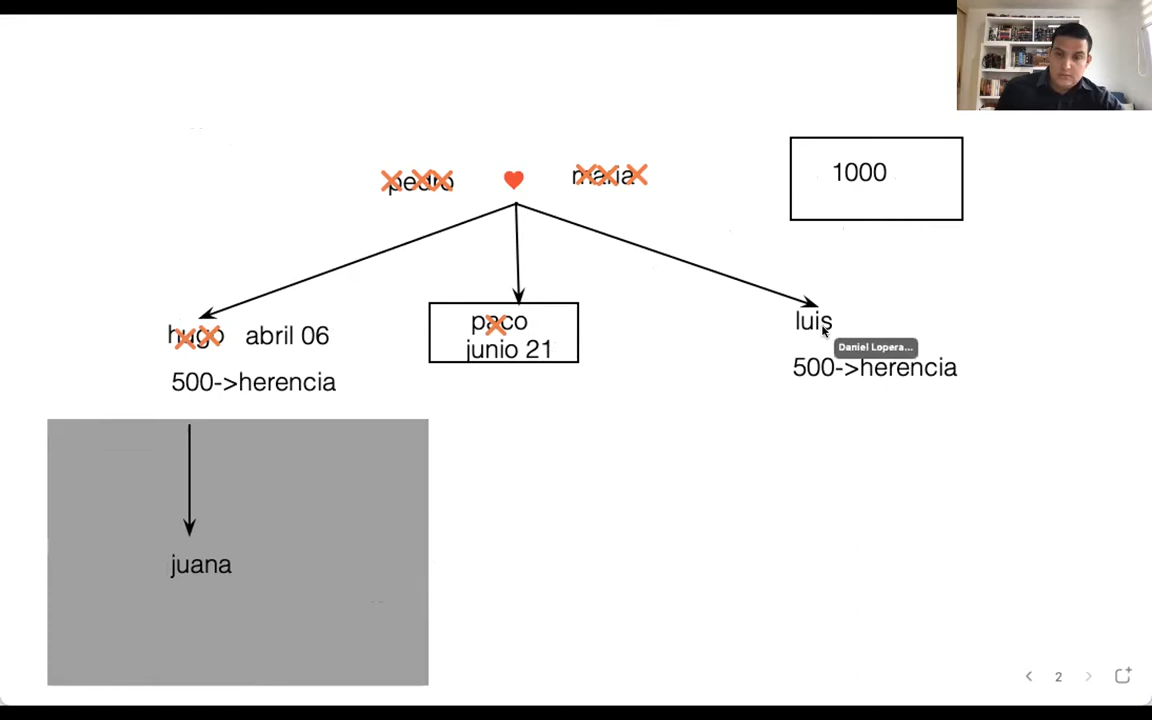 pedro
maria
1000
hugo abril 06
500->herencia
paco
junio 21
luis
Daniel Lopera...
500->herencia
juana
2